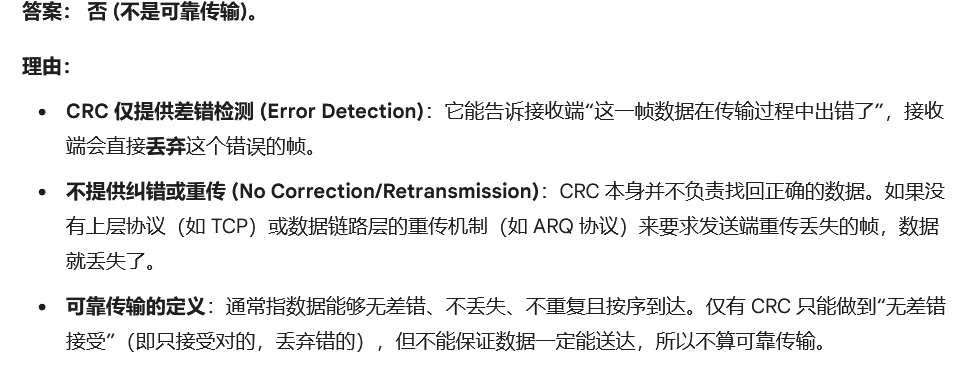 答案： 否 (不是可靠传输)。
理由：
• CRC 仅提供差错检测 (Error Detection)：它能告诉接收端“这一帧数据在传输过程中出错了”，接收
端会直接丢弃这个错误的帧。
• 不提供纠错或重传 (No Correction/Retransmission)：CRC 本身并不负责找回正确的数据。如果没
有上层协议（如 TCP）或数据链路层的重传机制（如 ARQ 协议）来要求发送端重传丢失的帧，数据
就丢失了。
• 可靠传输的定义：通常指数据能够无差错、不丢失、不重复且按序到达。仅有 CRC 只能做到“无差错
接受”（即只接受对的，丢弃错的），但不能保证数据一定能送达，所以不算可靠传输。